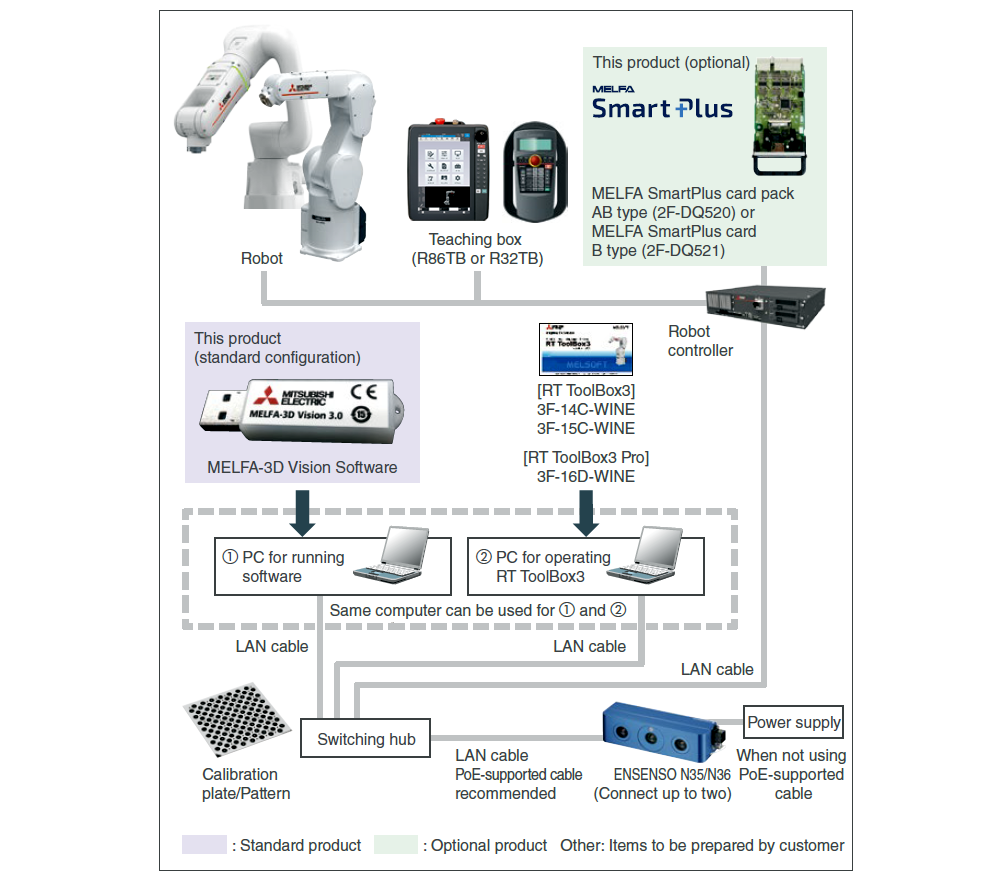 This product (optional)
MELFA
Smart Plus
MELFA SmartPlus card pack
AB type (2F-DQ520) or
MELFA SmartPlus card
B type (2F-DQ521)
Teaching box
(R86TB or R32TB)
Robot
Robot
controller
This product
(standard configuration)
MITSUBISHI
ELECTRIC
MELFA-3D Vision 3.0
CE
15
MELFA-3D Vision Software
RT ToolBox3
MELSOFT
[RT ToolBox3]
3F-14C-WINE
3F-15C-WINE
[RT ToolBox3 Pro]
3F-16D-WINE
① PC for running
software
② PC for operating
RT ToolBox3
Same computer can be used for ① and ②
LAN cable
LAN cable
LAN cable
Calibration
plate/Pattern
Switching hub
LAN cable
PoE-supported cable
recommended
ENSENSO N35/N36
(Connect up to two)
Power supply
When not using
PoE-supported
cable
: Standard product
: Optional product
Other: Items to be prepared by customer